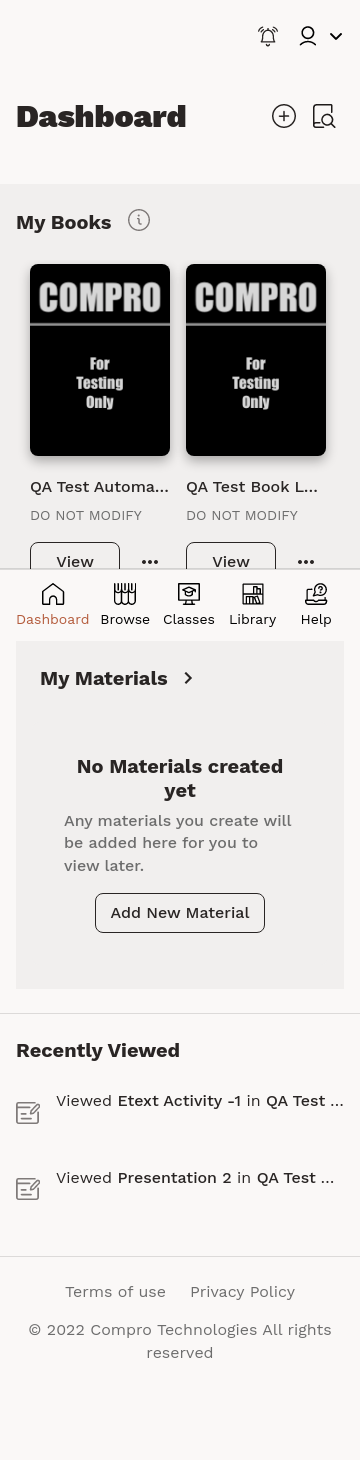 Dashboard
My Books
COMPRO
For
Testing
Only
COMPRO
For
Testing
Only
QA Test Automa...
QA Test Book L...
DO NOT MODIFY
DO NOT MODIFY
View
View
Dashboard
Browse
Classes
Library
Help
My Materials
No Materials created
yet
Any materials you create will
be added here for you to
view later.
Add New Material
Recently Viewed
Viewed Etext Activity -1 in QA Test ...
Viewed Presentation 2 in QA Test ...
Terms of use
Privacy Policy
© 2022 Compro Technologies All rights
reserved